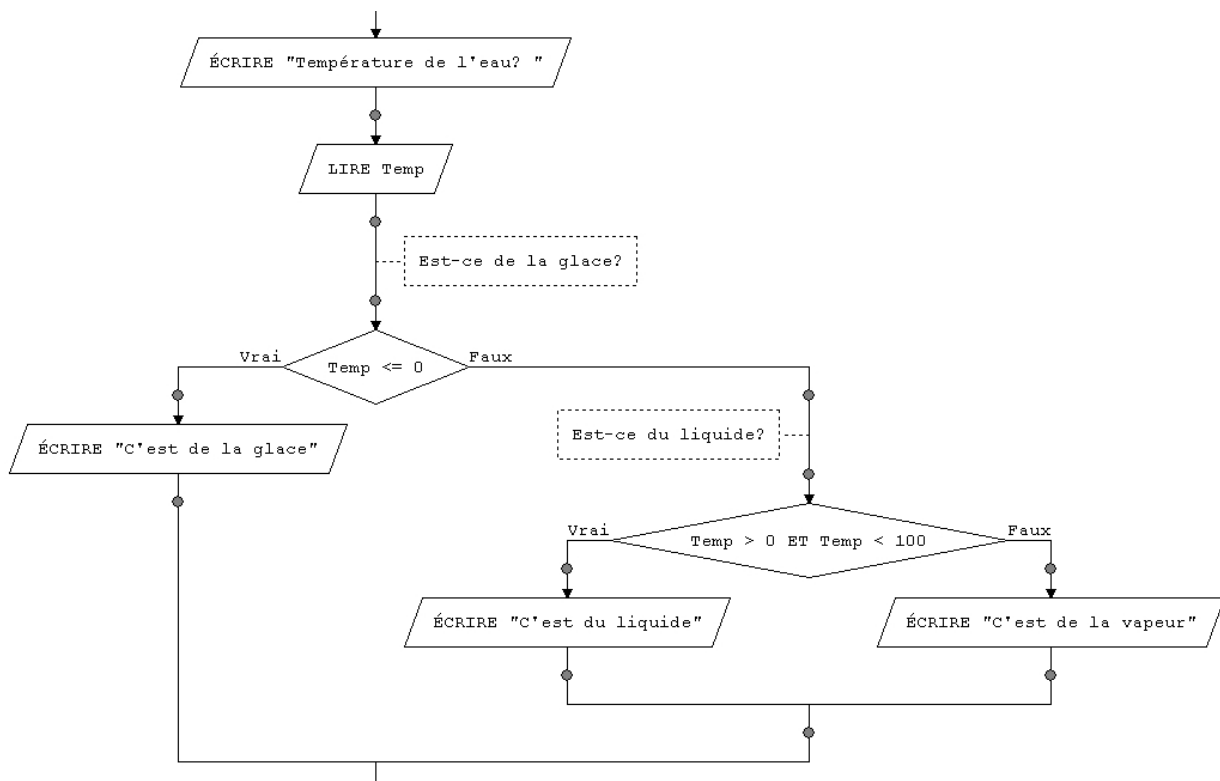 ÉCRIRE "Température de l'eau? "
LIRE Temp
Est-ce de la glace?
Vrai
Temp <= 0
Faux
ÉCRIRE "C'est de la glace"
Est-ce du liquide?
Vrai
Temp > 0 ET Temp < 100
Faux
ÉCRIRE "C'est du liquide"
ÉCRIRE "C'est de la vapeur"